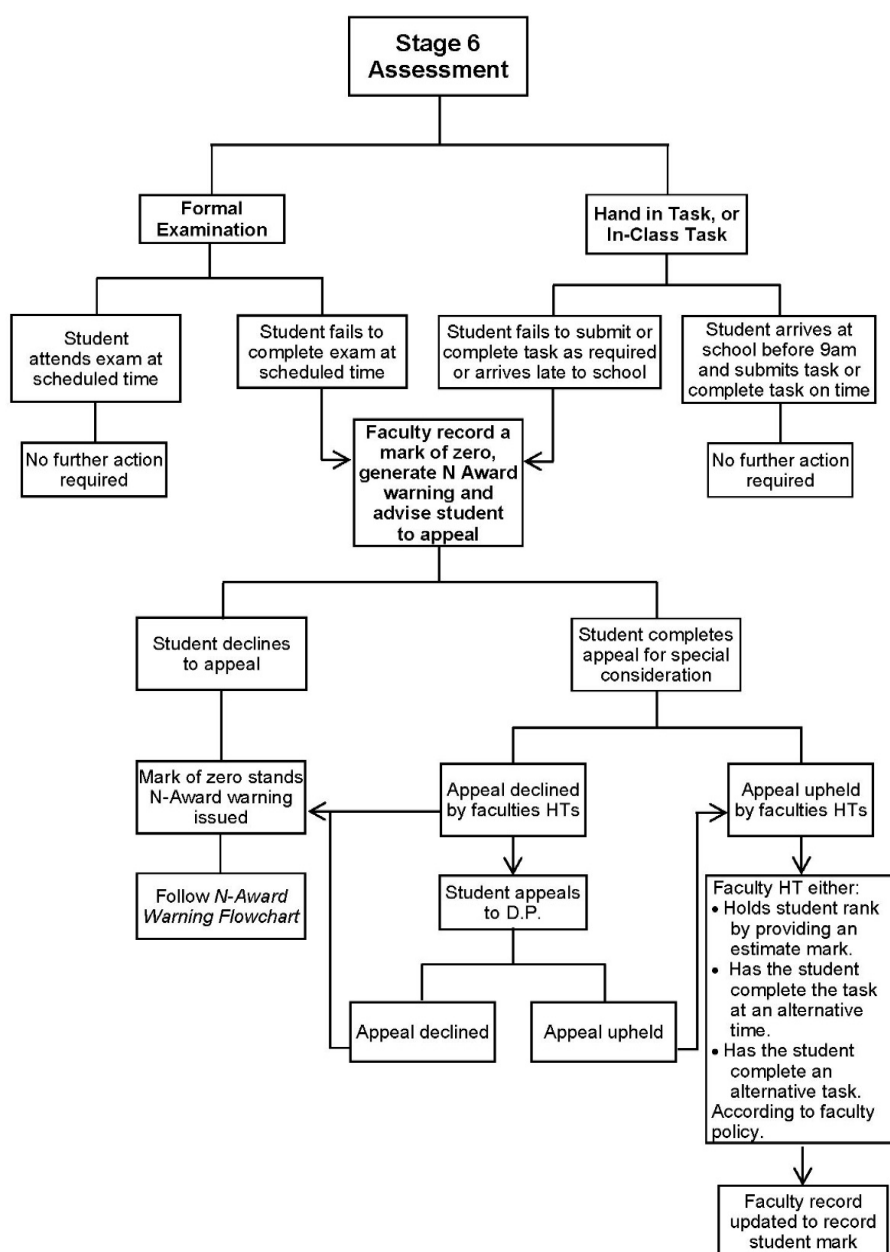 Stage 6
Assessment
Formal
Examination
Hand in Task, or
In-Class Task
Student
attends exam at
scheduled time
Student fails to
complete exam at
scheduled time
Student fails to submit or
complete task as required
or arrives late to school
Student arrives at
school before 9am
and submits task or
complete task on time
No further action
required
Faculty record a
mark of zero,
generate N Award
warning and
advise student
to appeal
No further action
required
Student declines
to appeal
Student completes
appeal for special
consideration
Mark of zero stands
N-Award warning
issued
Appeal declined
by faculties HTs
Appeal upheld
by faculties HTs
Follow N-Award
Warning Flowchart
Student appeals
to D.P.
Faculty HT either:
• Holds student rank
by providing an
estimate mark.
• Has the student
complete the task
at an alternative
time.
• Has the student
complete an
alternative task.
According to faculty
policy.
Appeal declined
Appeal upheld
Faculty record
updated to record
student mark